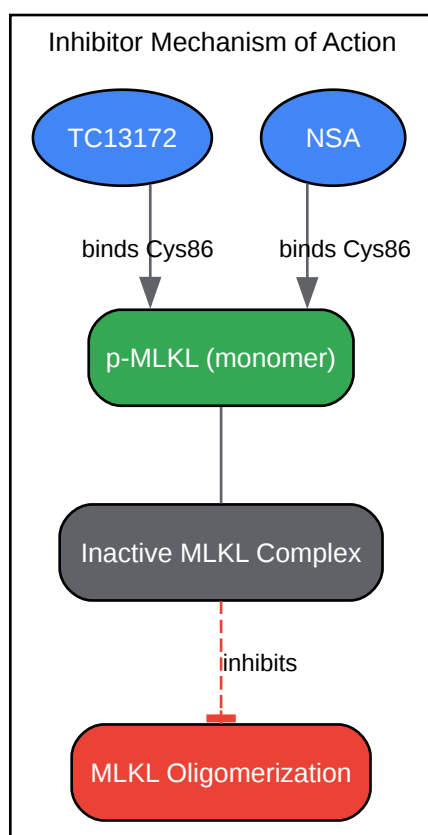 Inhibitor Mechanism of Action
TC13172
NSA
binds Cys86
binds Cys86
p-MLKL (monomer)
Inactive MLKL Complex
inhibits
MLKL Oligomerization